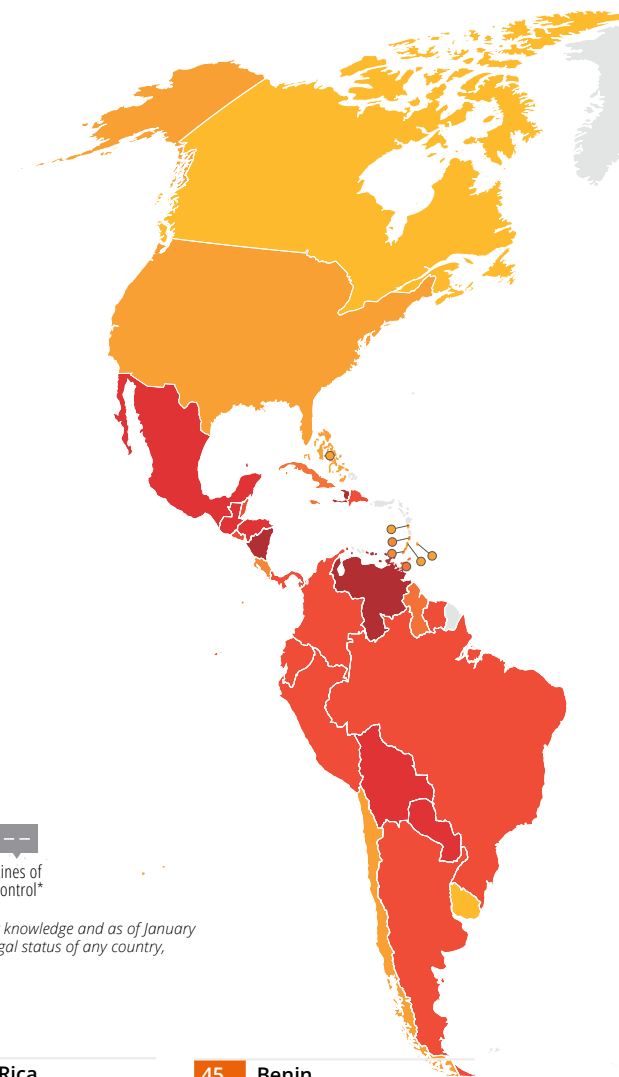 – –
ines of
ontrol*
knowledge and as of January
gal status of any country,
Rica
45 Benin